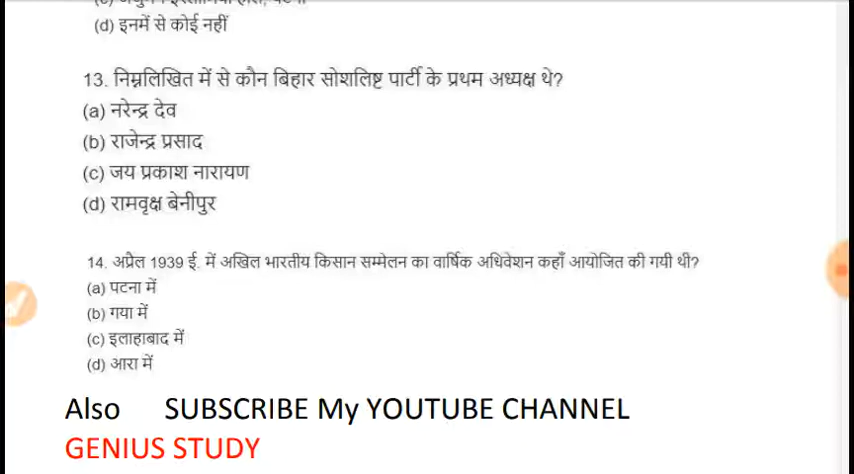 (d) इनमें से कोई नहीं
13. निम्नलिखित में से कौन बिहार सोशलिष्ट पार्टी के प्रथम अध्यक्ष थे?
(a) नरेन्द्र देव
(b) राजेन्द्र प्रसाद
(c) जय प्रकाश नारायण
(d) रामवृक्ष बेनीपुर
14. अप्रैल 1939 ई. में अखिल भारतीय किसान सम्मेलन का वार्षिक अधिवेशन कहाँ आयोजित की गयी थी?
(a) पटना में
(b) गया में
(c) इलाहाबाद में
(d) आरा में
Also SUBSCRIBE My YOUTUBE CHANNEL
GENIUS STUDY